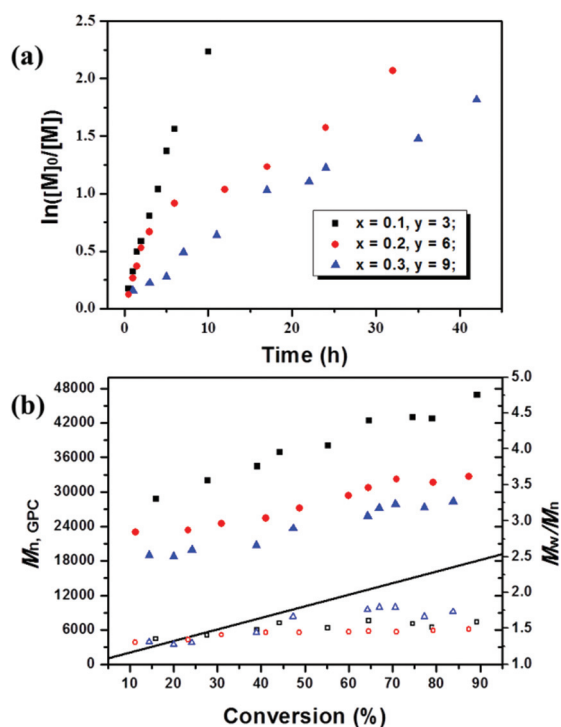 (a)
2.5
2.0
1.5
1.0
0.5
0.0
ln([M]0/[M])
x = 0.1, y = 3;
x = 0.2, y = 6;
x = 0.3, y = 9;
0 10 20 30 40
Time (h)
(b)
48000
42000
36000
30000
24000
18000
12000
6000
0
Mn, GPC
5.0
4.5
4.0
3.5
3.0
2.5
2.0
1.5
1.0
Mw/Mn
10 20 30 40 50 60 70 80 90
Conversion (%)